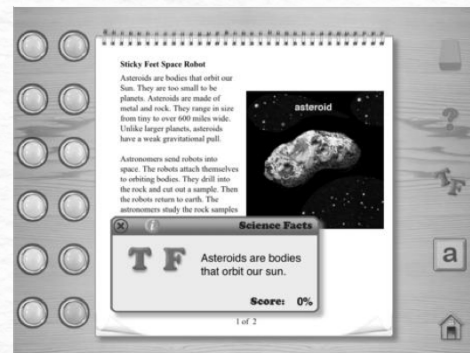 Sticky Feet Space Robot
Asteroids are bodies that orbit our
Sun. They are too small to be
planets. Asteroids are made of
metal and rock. They range in size
from tiny to over 600 miles wide.
Unlike larger planets, asteroids
have a weak gravitational pull.
Astronomers send robots into
space. The robots attach themselves
to orbiting bodies. They drill into
the rock and cut out a sample. Then
the robots return to earth. The
astronomers study the rock samples
asteroid
Science Facts
T F
Asteroids are bodies
that orbit our sun.
Score: 0%
1 of 2
?
TF
a